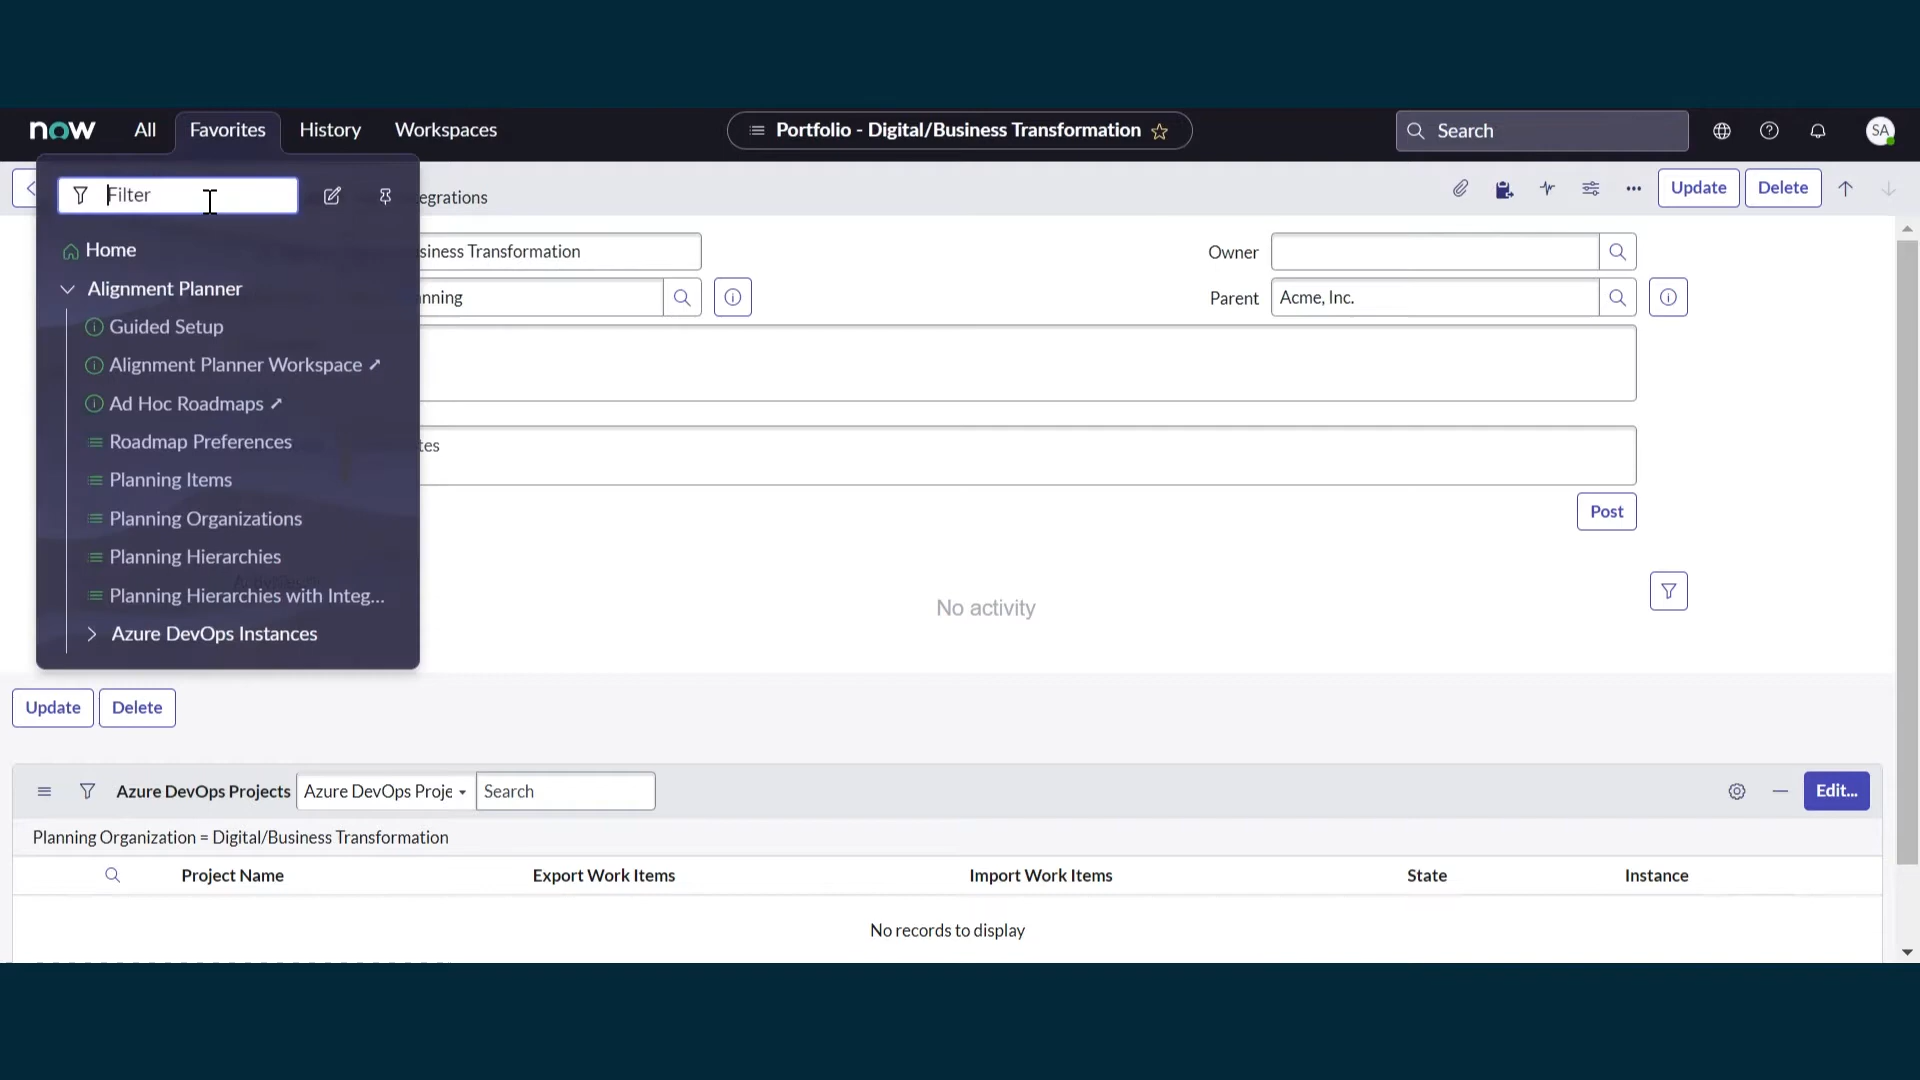 now All Favorites History Workspaces Portfolio - Digital/Business Transformation Search SA
Filter egrations Update Delete
Home siness Transformation Owner
Alignment Planner nning Parent Acme, Inc.
Guided Setup
Alignment Planner Workspace
Ad Hoc Roadmaps
Roadmap Preferences tes
Planning Items
Planning Organizations Post
Planning Hierarchies
Planning Hierarchies with Integ... No activity
Azure DevOps Instances
Update Delete
Azure DevOps Projects Azure DevOps Proje Search Edit...
Planning Organization = Digital/Business Transformation
Project Name Export Work Items Import Work Items State Instance
No records to display